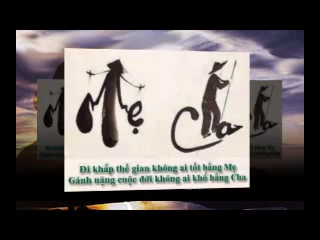 Mẹ Cha
Đi khắp thế gian không ai tốt bằng Mẹ
Gánh nặng cuộc đời không ai khổ bằng Cha